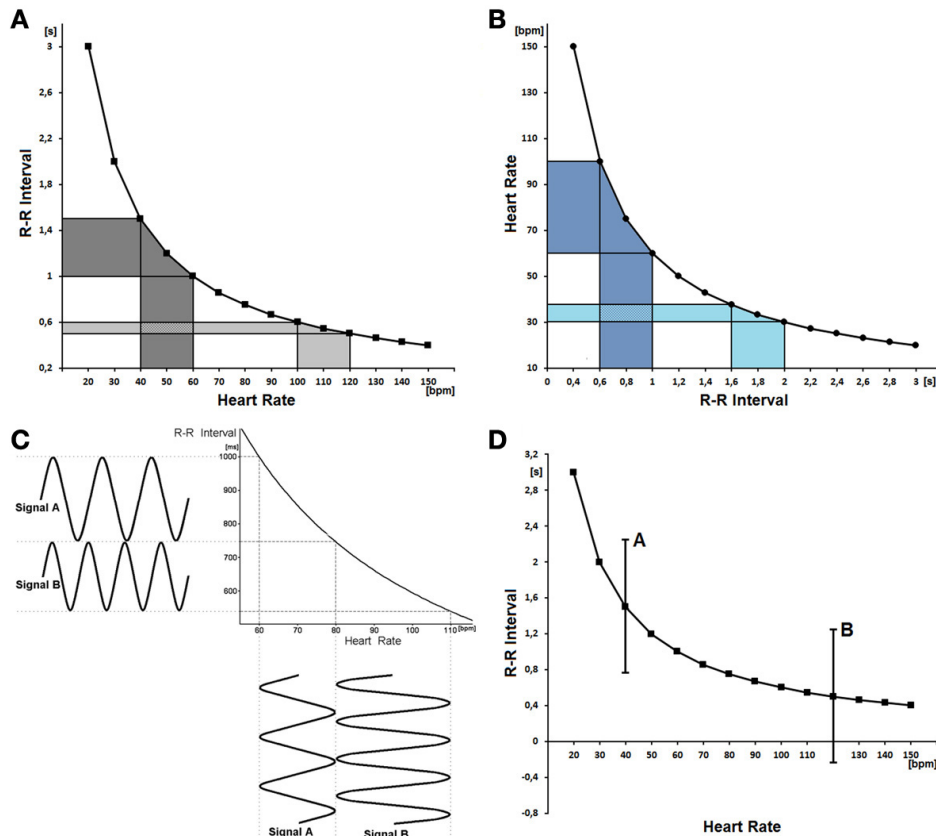 A
[s]
3
2,6
2,2
1,8
1,4
1
0,6
0,2
R-R Interval
20 30 40 50 60 70 80 90 100 110 120 130 140 150
[bpm]
Heart Rate
B
[bpm]
150
130
110
90
70
50
30
10
Heart Rate
0 0,4 0,6 0,8 1 1,2 1,4 1,6 1,8 2 2,2 2,4 2,6 2,8 3 [s]
R-R Interval
C
R-R Interval
[ms]
1000
900
800
700
600
60 70 80 90 100 110 [bpm]
Heart Rate
Signal A
Signal B
Signal A Signal B
D
3,2
[s]
2,8
2,4
2
1,6
1,2
0,8
0,4
0
-0,4
-0,8
R-R Interval
A
B
20 30 40 50 60 70 80 90 100 110 120 130 140 150
[bpm]
Heart Rate